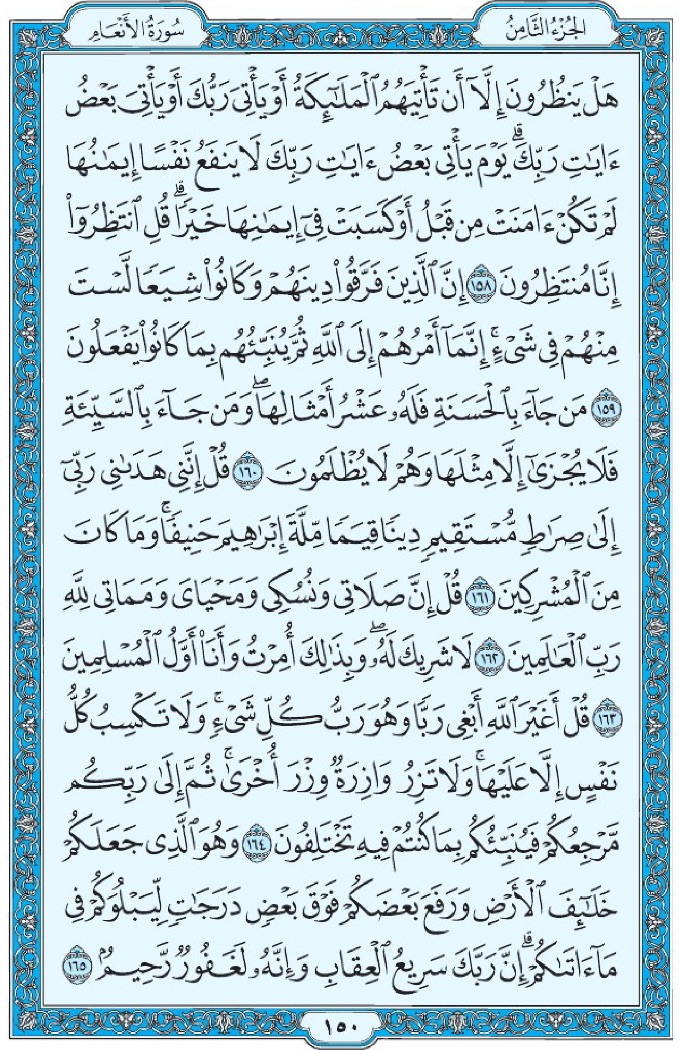 سُورَةُ الأَنْعَامِ
الجُزْءُ الثَّامِنُ
هَلْ يَنظُرُونَ إِلَّآ أَن تَأْتِيَهُمُ ٱلْمَلَـٰٓئِكَةُ أَوْ يَأْتِىَ رَبُّكَ أَوْ يَأْتِىَ بَعْضُ
ءَايَـٰتِ رَبِّكَ ۗ يَوْمَ يَأْتِى بَعْضُ ءَايَـٰتِ رَبِّكَ لَا يَنفَعُ نَفْسًا إِيمَـٰنُهَا
لَمْ تَكُنْ ءَامَنَتْ مِن قَبْلُ أَوْ كَسَبَتْ فِىٓ إِيمَـٰنِهَا خَيْرًا ۗ قُلِ ٱنتَظِرُوٓا۟
إِنَّا مُنتَظِرُونَ ١٥٨ إِنَّ ٱلَّذِينَ فَرَّقُوا۟ دِينَهُمْ وَكَانُوا۟ شِيَعًا لَّسْتَ
مِنْهُمْ فِى شَىْءٍ ۚ إِنَّمَآ أَمْرُهُمْ إِلَى ٱللَّهِ ثُمَّ يُنَبِّئُهُم بِمَا كَانُوا۟ يَفْعَلُونَ
١٥٩ مَن جَآءَ بِٱلْحَسَنَةِ فَلَهُۥ عَشْرُ أَمْثَالِهَا ۖ وَمَن جَآءَ بِٱلسَّيِّئَةِ
فَلَا يُجْزَىٰٓ إِلَّا مِثْلَهَا وَهُمْ لَا يُظْلَمُونَ ١٦٠ قُلْ إِنَّنِى هَدَىٰنِى رَبِّىٓ
إِلَىٰ صِرَٰطٍ مُّسْتَقِيمٍ دِينًا قِيَمًا مِّلَّةَ إِبْرَٰهِيمَ حَنِيفًا ۚ وَمَا كَانَ
مِنَ ٱلْمُشْرِكِينَ ١٦١ قُلْ إِنَّ صَلَاتِى وَنُسُكِى وَمَحْيَاىَ وَمَمَاتِى لِلَّهِ
رَبِّ ٱلْعَـٰلَمِينَ ١٦٢ لَا شَرِيكَ لَهُۥ ۖ وَبِذَٰلِكَ أُمِرْتُ وَأَنَا۠ أَوَّلُ ٱلْمُسْلِمِينَ
١٦٣ قُلْ أَغَيْرَ ٱللَّهِ أَبْغِى رَبًّا وَهُوَ رَبُّ كُلِّ شَىْءٍ ۚ وَلَا تَكْسِبُ كُلُّ
نَفْسٍ إِلَّا عَلَيْهَا ۚ وَلَا تَزِرُ وَازِرَةٌ وِزْرَ أُخْرَىٰ ۚ ثُمَّ إِلَىٰ رَبِّكُم
مَّرْجِعُكُمْ فَيُنَبِّئُكُم بِمَا كُنتُمْ فِيهِ تَخْتَلِفُونَ ١٦٤ وَهُوَ ٱلَّذِى جَعَلَكُمْ
خَلَـٰٓئِفَ ٱلْأَرْضِ وَرَفَعَ بَعْضَكُمْ فَوْقَ بَعْضٍ دَرَجَـٰتٍ لِّيَبْلُوَكُمْ فِى
مَآ ءَاتَىٰكُمْ ۗ إِنَّ رَبَّكَ سَرِيعُ ٱلْعِقَابِ وَإِنَّهُۥ لَغَفُورٌ رَّحِيمٌۢ ١٦٥
١٥٠